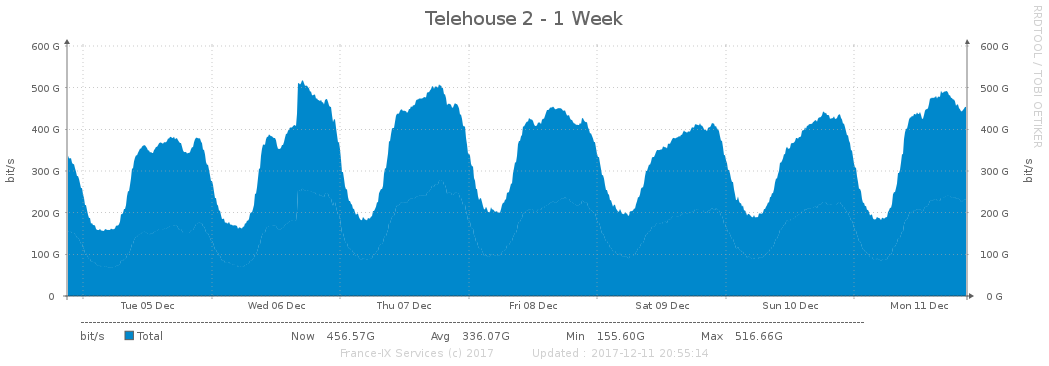 Telehouse 2 - 1 Week
RRDTOOL / TOBI OETIKER
600 G 600 G
500 G 500 G
400 G 400 G
300 G 300 G
200 G 200 G
100 G 100 G
0 0 G
bit/s bit/s
Tue 05 Dec Wed 06 Dec Thu 07 Dec Fri 08 Dec Sat 09 Dec Sun 10 Dec Mon 11 Dec
bit/s Total Now 456.57G Avg 336.07G Min 155.60G Max 516.66G
France-IX Services (c) 2017 Updated : 2017-12-11 20:55:14